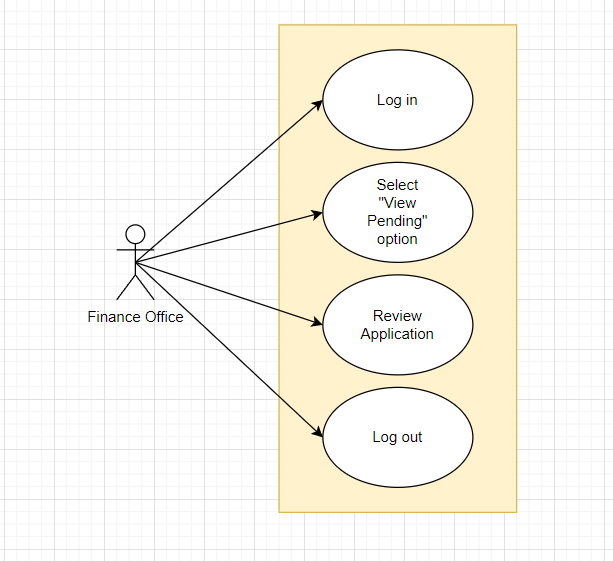 Log in
Select
"View
Pending"
option
Finance Office
Review
Application
Log out